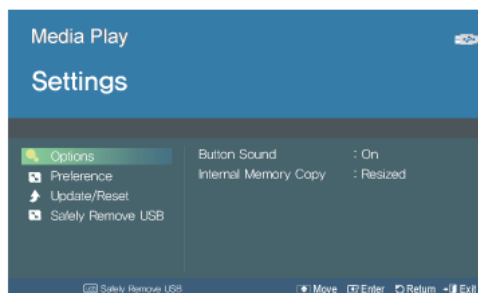 Media Play
Settings
Options
Preference
Update/Reset
Safely Remove USB
Button Sound : On
Internal Memory Copy : Resized
Safely Remove USB Move Enter Return Exit